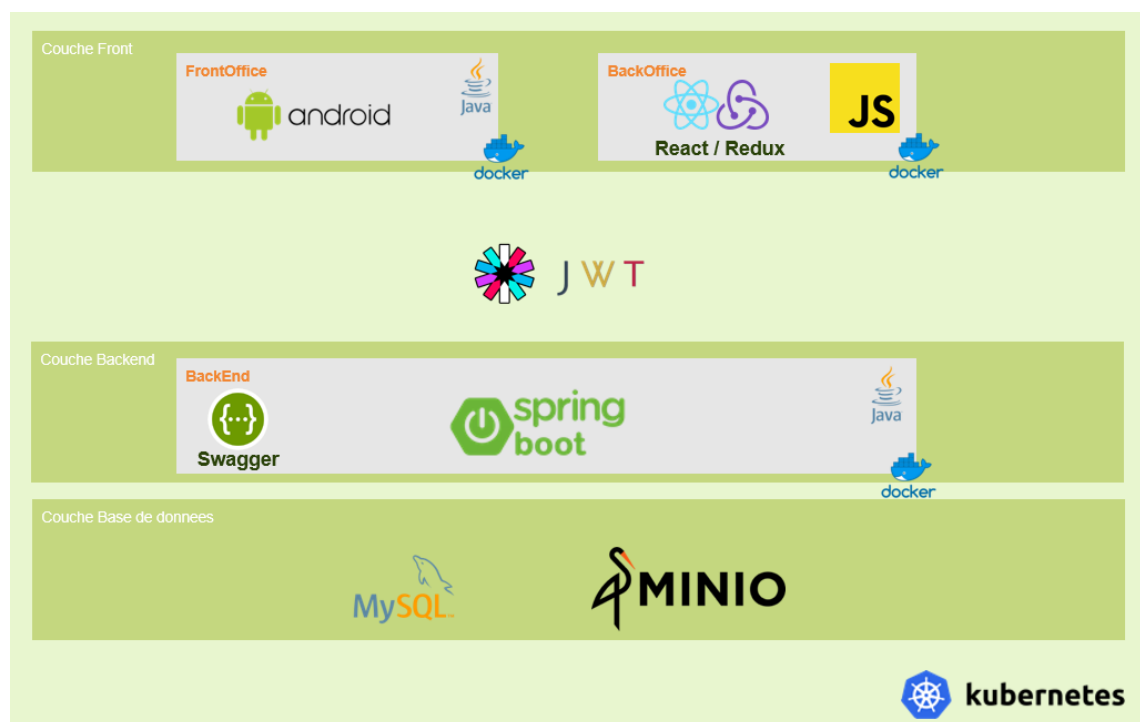 Couche Front
FrontOffice
android
Java
docker
BackOffice
React / Redux
JS
docker
JWT
Couche Backend
BackEnd
{···}
Swagger
spring
boot
Java
docker
Couche Base de donnees
MySQL
MINIO
kubernetes